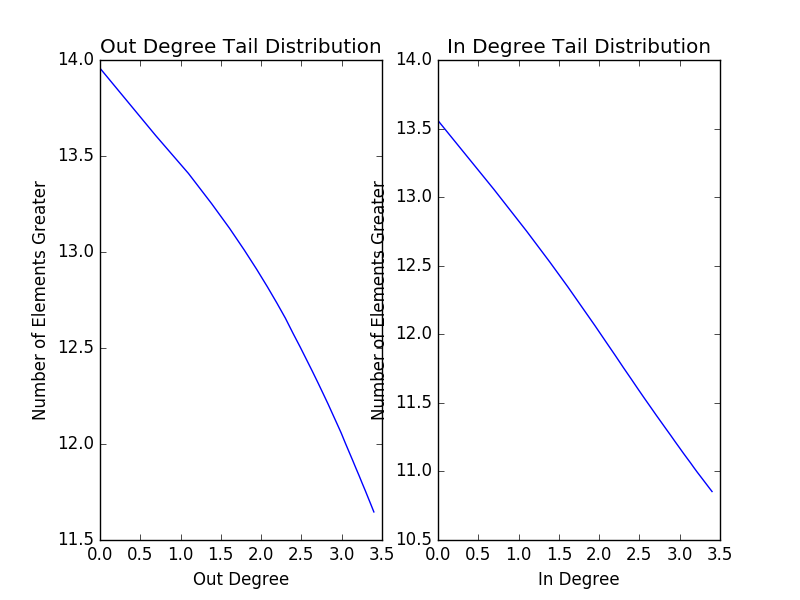 Out Degree Tail Distribution
14.0
13.5
13.0
12.5
12.0
11.5
0.0 0.5 1.0 1.5 2.0 2.5 3.0 3.5
Out Degree
Number of Elements Greater
In Degree Tail Distribution
14.0
13.5
13.0
12.5
12.0
11.5
11.0
10.5
0.0 0.5 1.0 1.5 2.0 2.5 3.0 3.5
In Degree
Number of Elements Greater